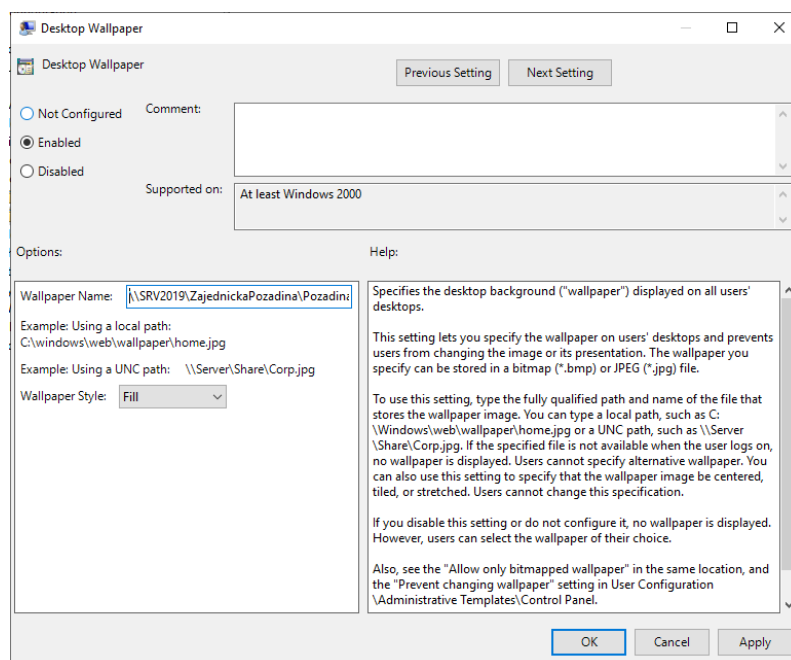 Desktop Wallpaper
Desktop Wallpaper
Previous Setting
Next Setting
Not Configured
Enabled
Disabled
Comment:
Supported on:
At least Windows 2000
Options:
Help:
Wallpaper Name:
\\SRV2019\ZajednickaPozadina\Pozadina
Example: Using a local path:
C:\windows\web\wallpaper\home.jpg
Example: Using a UNC path: \\Server\Share\Corp.jpg
Wallpaper Style:
Fill
Specifies the desktop background ("wallpaper") displayed on all users'
desktops.
This setting lets you specify the wallpaper on users' desktops and prevents
users from changing the image or its presentation. The wallpaper you
specify can be stored in a bitmap (*.bmp) or JPEG (*.jpg) file.
To use this setting, type the fully qualified path and name of the file that
stores the wallpaper image. You can type a local path, such as C:
\Windows\web\wallpaper\home.jpg or a UNC path, such as \\Server
\Share\Corp.jpg. If the specified file is not available when the user logs on,
no wallpaper is displayed. Users cannot specify alternative wallpaper. You
can also use this setting to specify that the wallpaper image be centered,
tiled, or stretched. Users cannot change this specification.
If you disable this setting or do not configure it, no wallpaper is displayed.
However, users can select the wallpaper of their choice.
Also, see the "Allow only bitmapped wallpaper" in the same location, and
the "Prevent changing wallpaper" setting in User Configuration
\Administrative Templates\Control Panel.
OK
Cancel
Apply